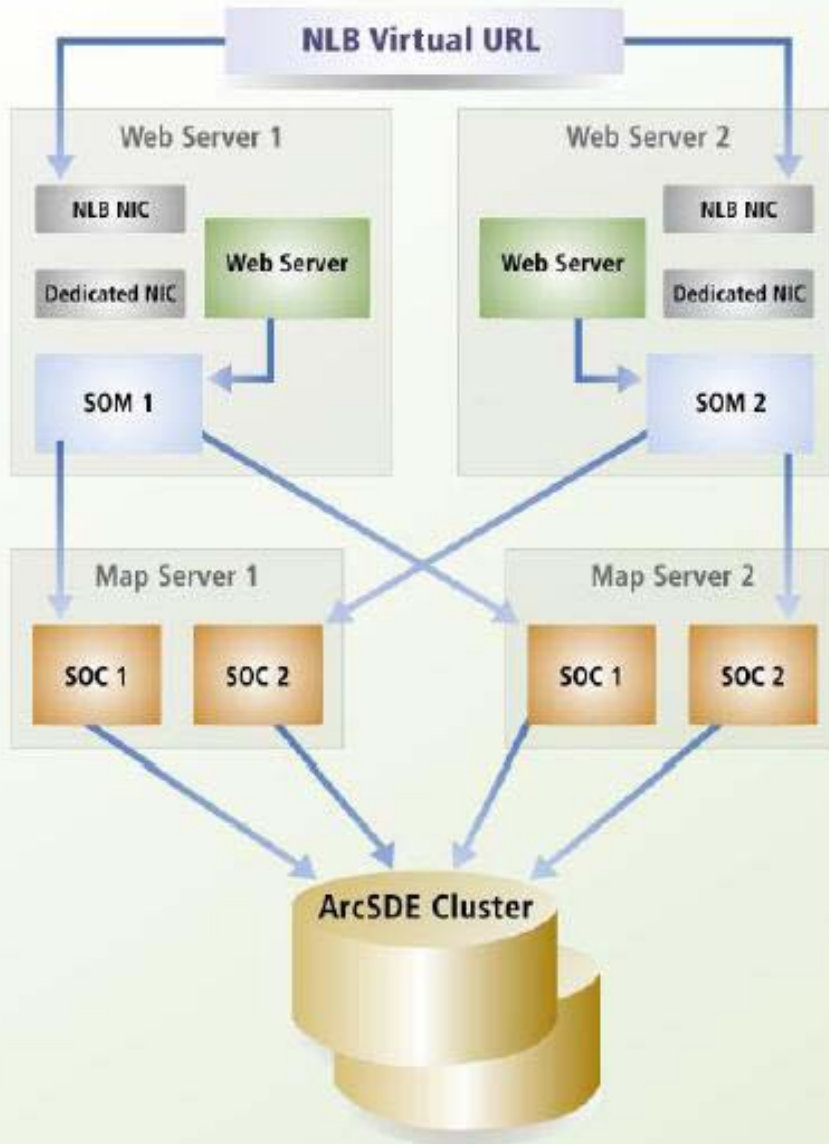 NLB Virtual URL
Web Server 1
NLB NIC
Web Server
Dedicated NIC
SOM 1
Web Server 2
NLB NIC
Web Server
Dedicated NIC
SOM 2
Map Server 1
SOC 1
SOC 2
Map Server 2
SOC 1
SOC 2
ArcSDE Cluster